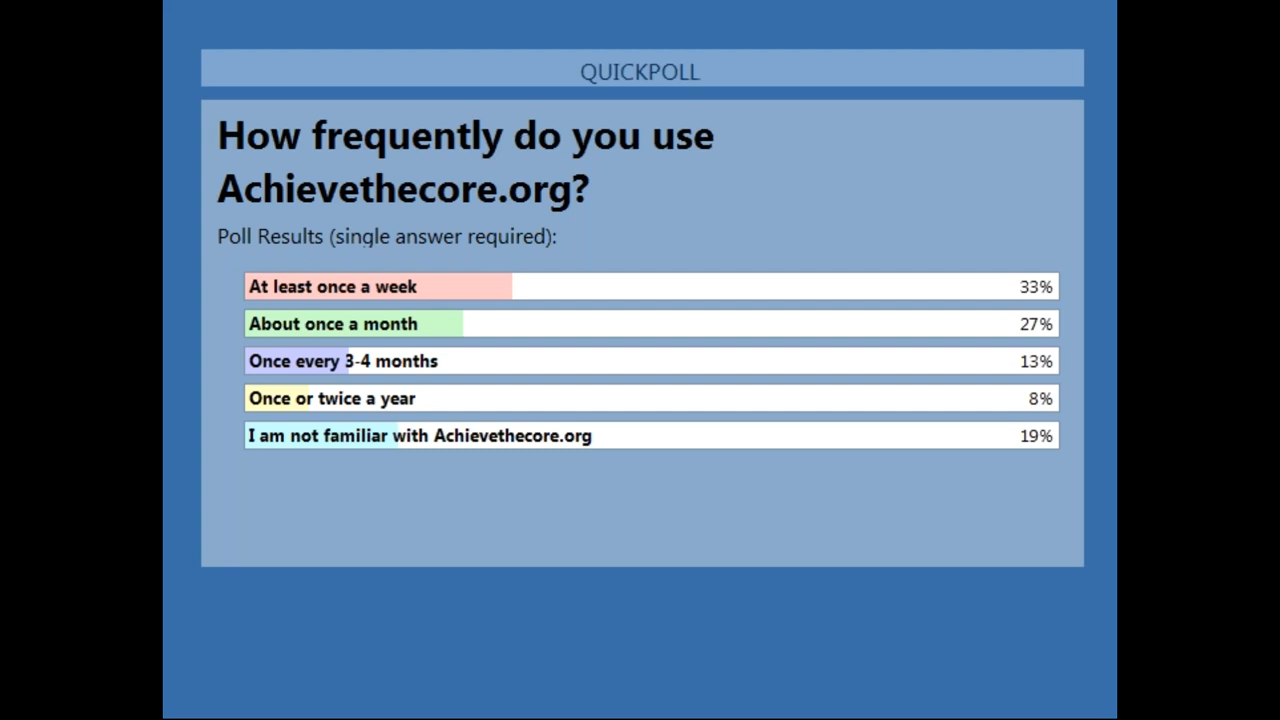 QUICKPOLL
How frequently do you use
Achievethecore.org?
Poll Results (single answer required):
At least once a week 33%
About once a month 27%
Once every 3-4 months 13%
Once or twice a year 8%
I am not familiar with Achievethecore.org 19%